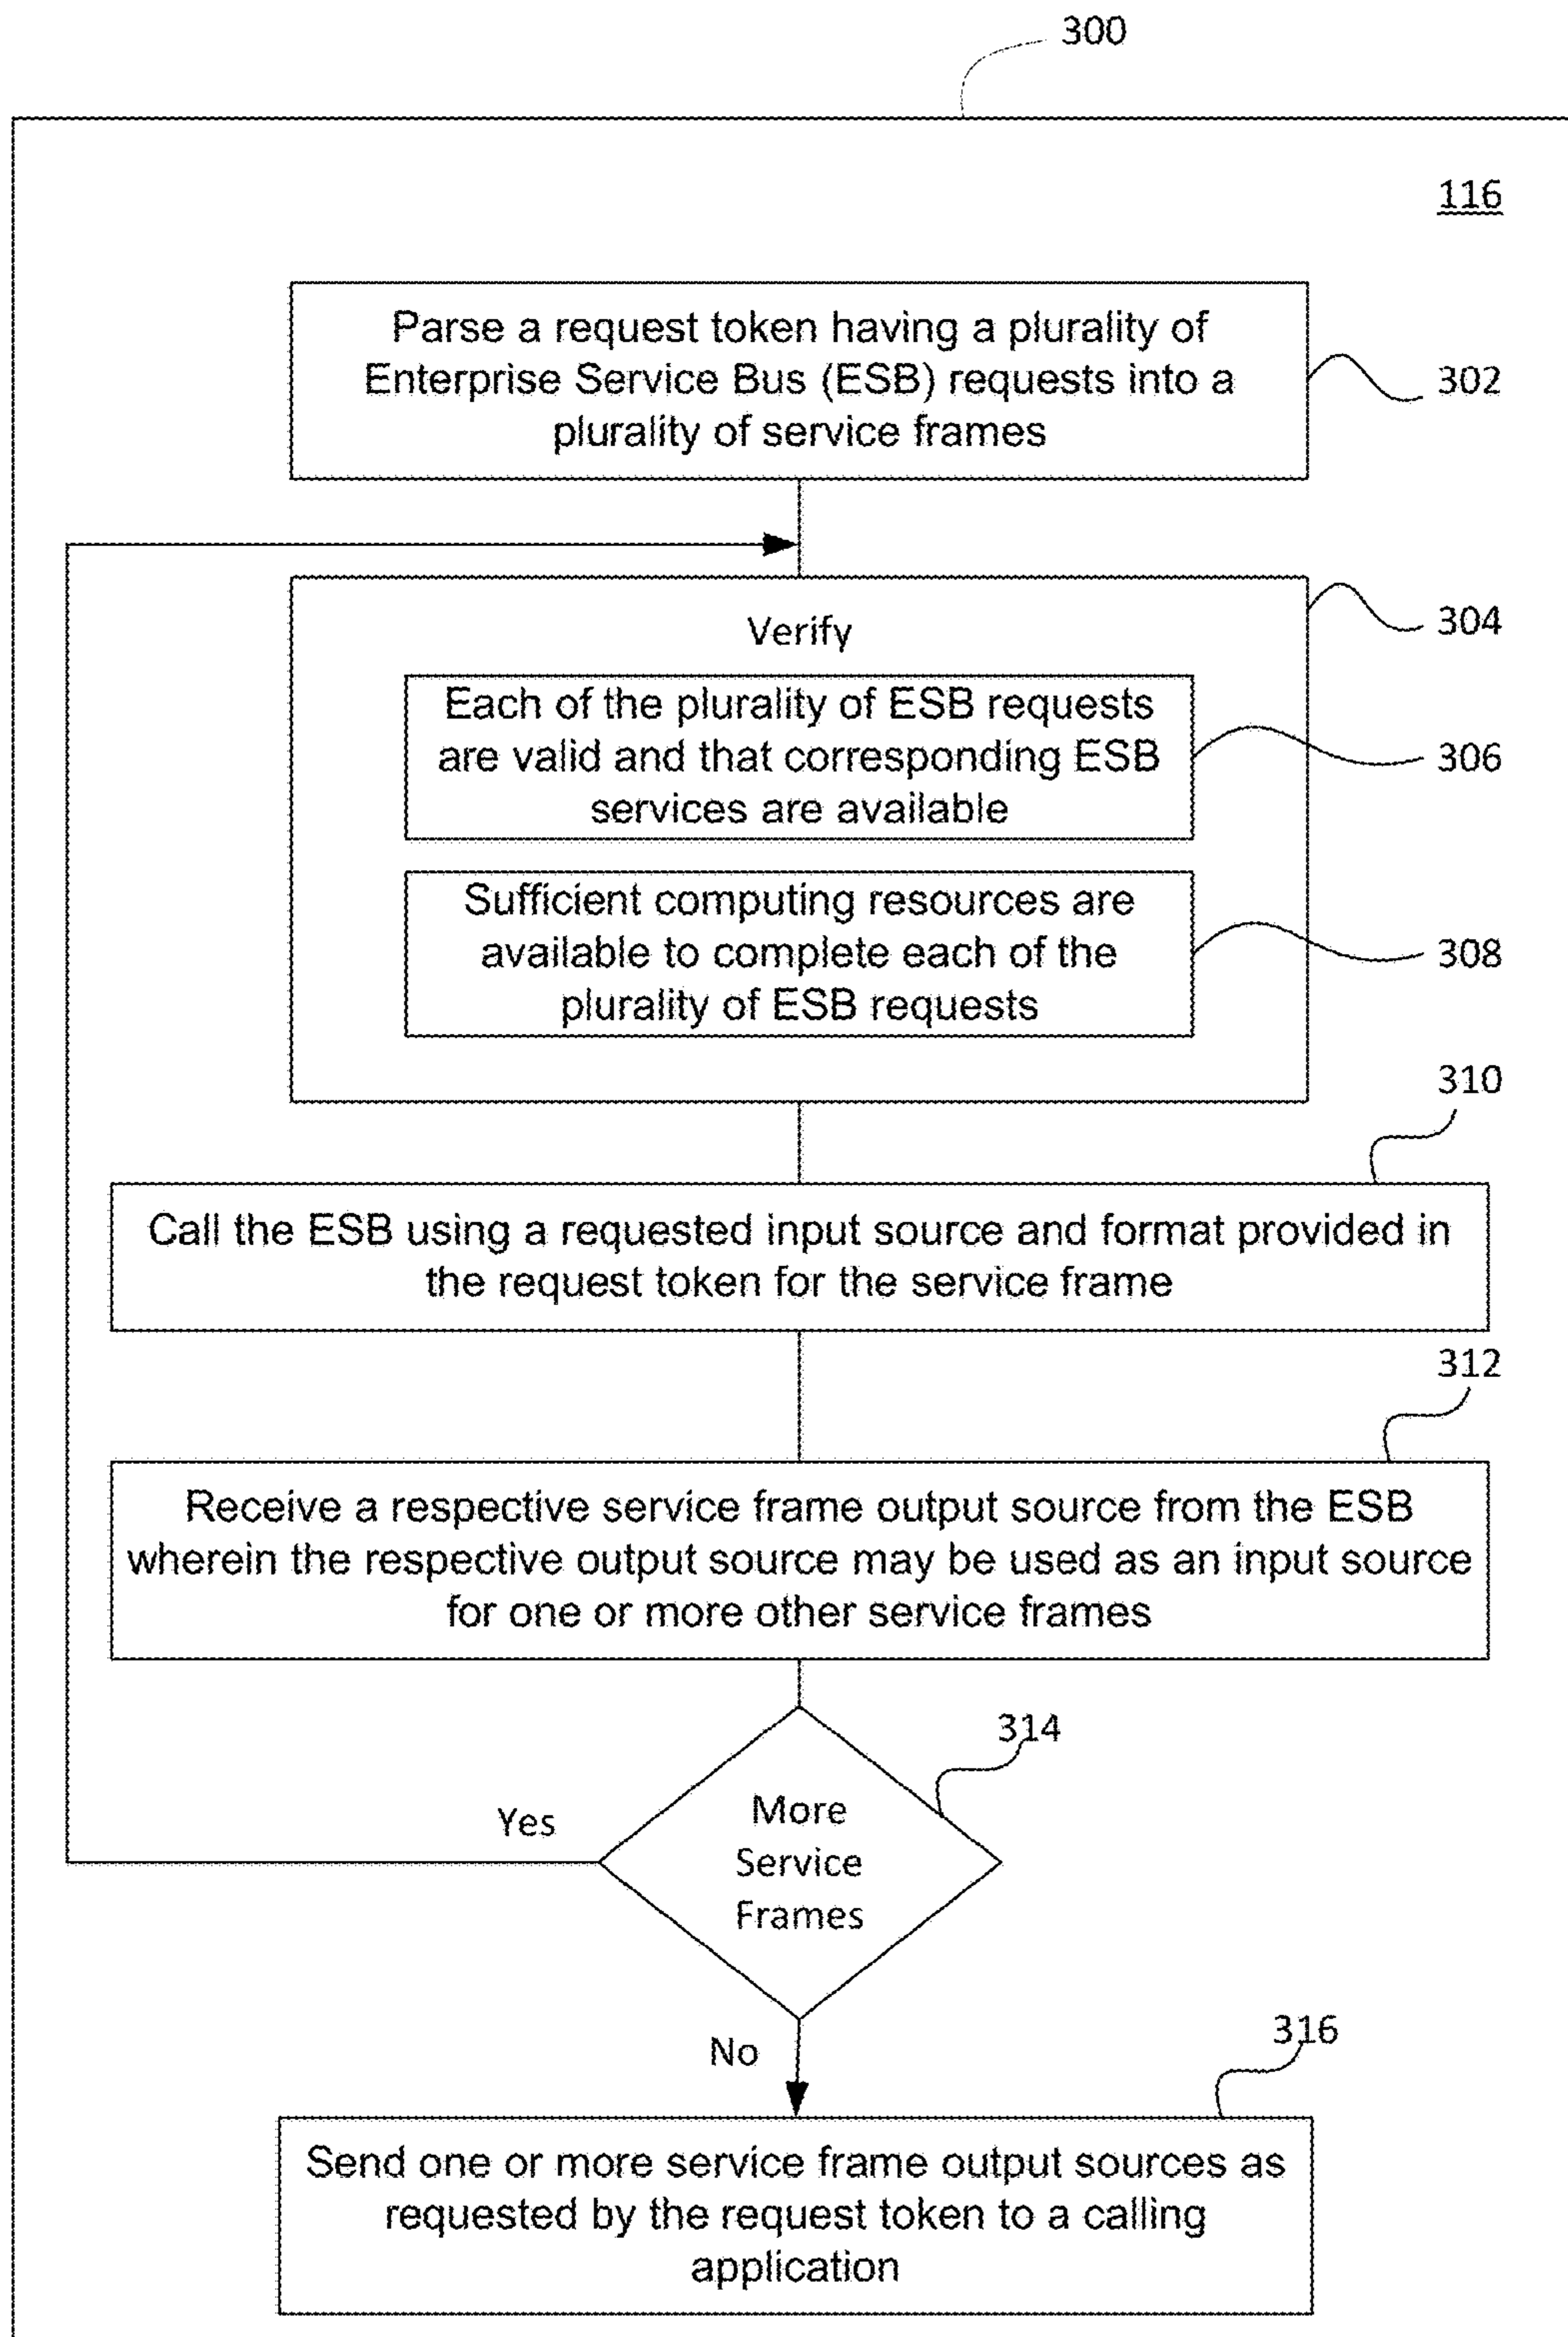 300
116
Parse a request token having a plurality of
Enterprise Service Bus (ESB) requests into a
plurality of service frames
302
Verify
304
Each of the plurality of ESB requests
are valid and that corresponding ESB
services are available
306
Sufficient computing resources are
available to complete each of the
plurality of ESB requests
308
310
Call the ESB using a requested input source and format provided in
the request token for the service frame
312
Receive a respective service frame output source from the ESB
wherein the respective output source may be used as an input source
for one or more other service frames
314
More
Service
Frames
Yes
No
316
Send one or more service frame output sources as
requested by the request token to a calling
application